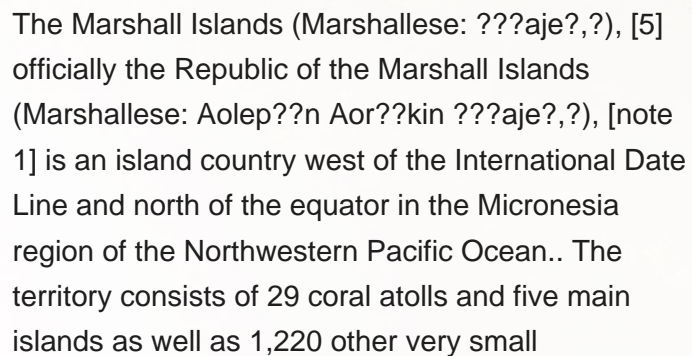 The Marshall Islands (Marshallese: ???aje?,?), [5]
officially the Republic of the Marshall Islands
(Marshallese: Aolep??n Aor??kin ???aje?,?), [note
1] is an island country west of the International Date
Line and north of the equator in the Micronesia
region of the Northwestern Pacific Ocean.. The
territory consists of 29 coral atolls and five main
islands as well as 1,220 other very small